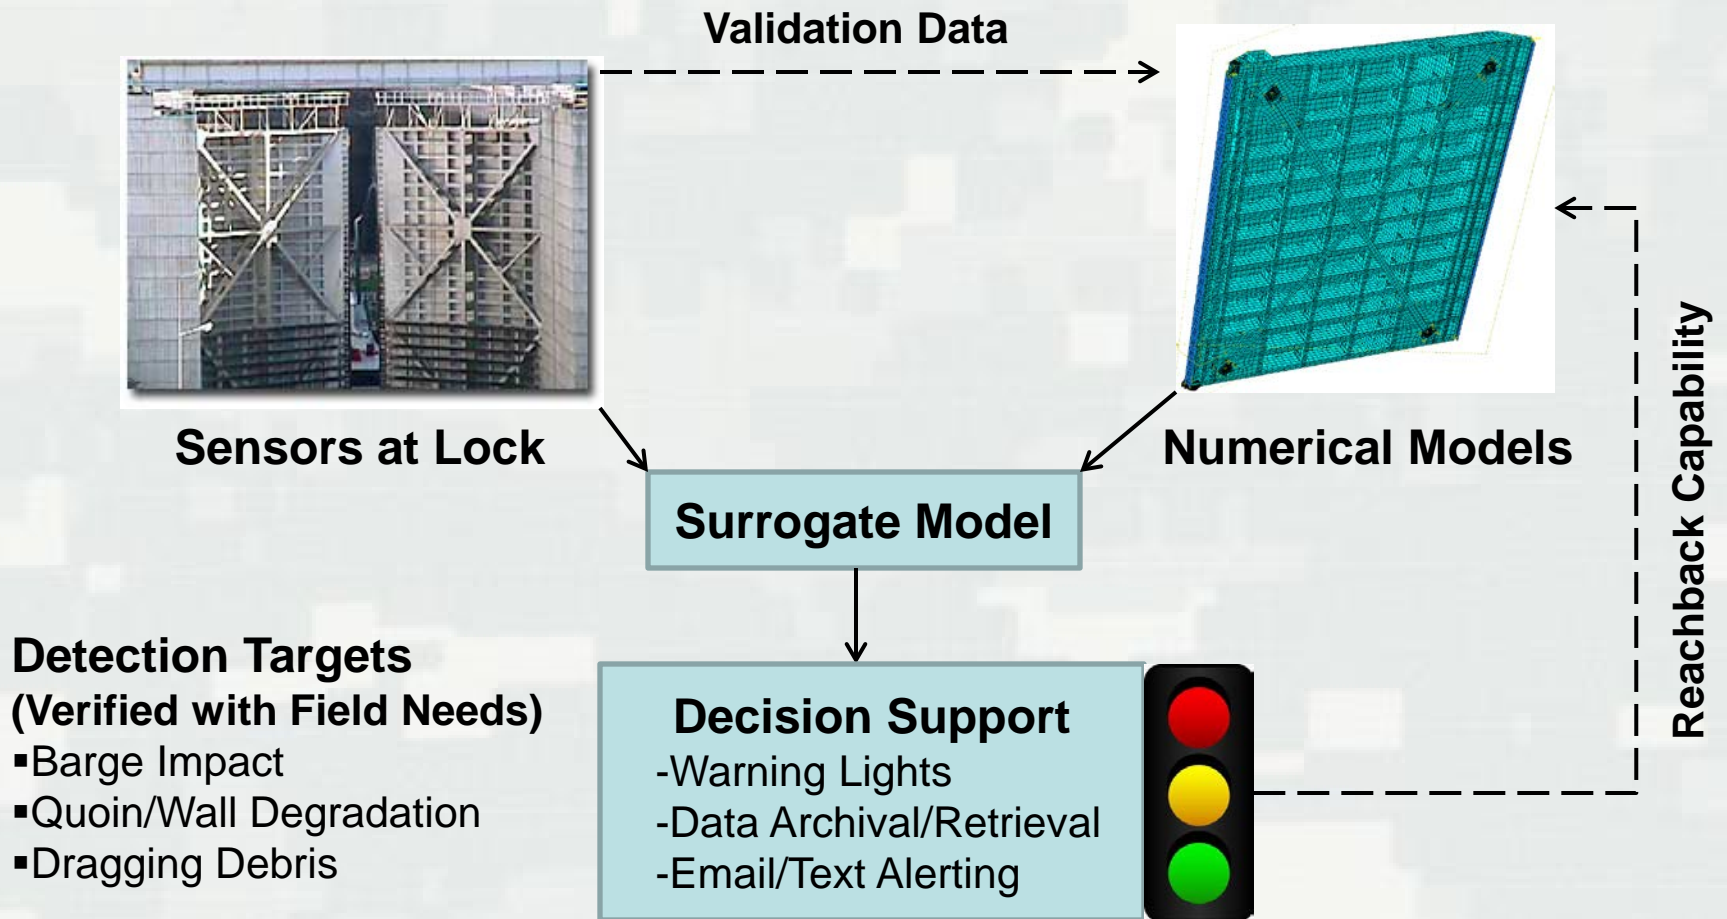 Validation Data
Sensors at Lock
Numerical Models
Reachback Capability
Surrogate Model
Detection Targets
(Verified with Field Needs)
▪Barge Impact
▪Quoin/Wall Degradation
▪Dragging Debris
Decision Support
-Warning Lights
-Data Archival/Retrieval
-Email/Text Alerting